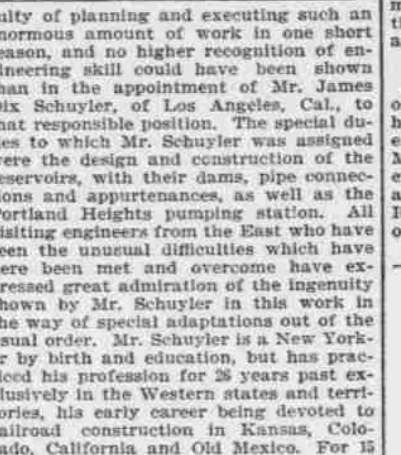 ulty of planning and executing such an
normous amount of work in one short
eason, and no higher recognition of en-
ineering skill could have been shown
han in the appointment of Mr. James
Dix Schuyler, of Los Angeles, Cal., to
hat responsible position. The special du-
ies to which Mr. Schuyler was assigned
were the design and construction of the
eservoirs, with their dams, pipe connec-
ions and appurtenances, as well as the
Portland Heights pumping station. All
isiting engineers from the East who have
een the unusual difficulties which have
ere been met and overcome have ex-
ressed great admiration of the ingenuity
hown by Mr. Schuyler in this work in
he way of special adaptations out of the
sual order. Mr. Schuyler is a New York-
r by birth and education, but has prac-
iced his profession for 26 years past ex-
lusively in the Western states and terri-
ories, his early career being devoted to
ailroad construction in Kansas, Colo-
ado, California and Old Mexico. For 15